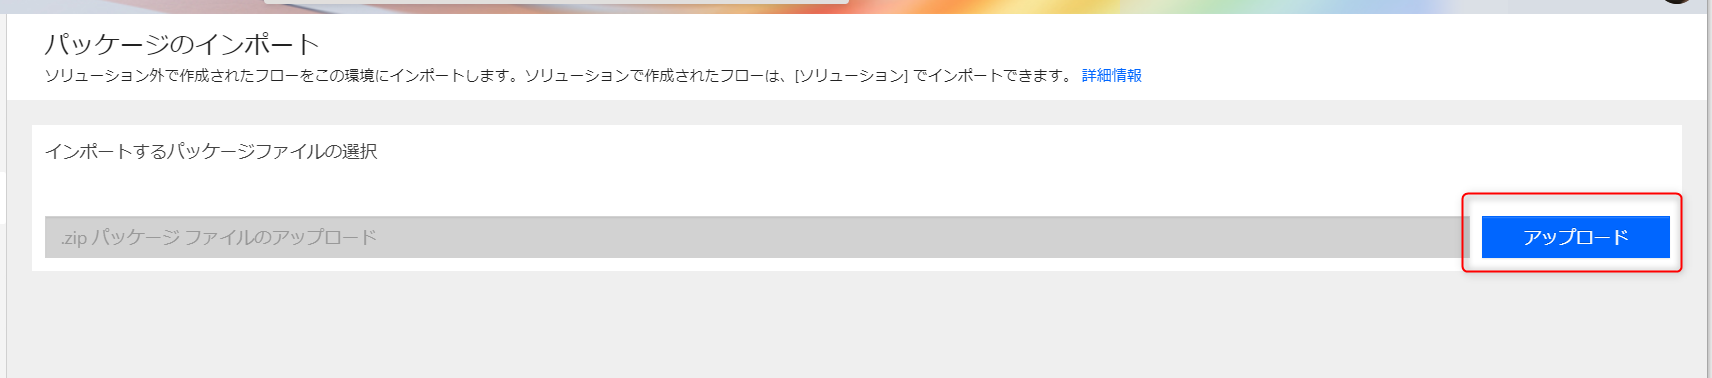 パッケージのインポート
ソリューション外で作成されたフローをこの環境にインポートします。ソリューションで作成されたフローは、[ソリューション] でインポートできます。 詳細情報
インポートするパッケージファイルの選択
.zip パッケージ ファイルのアップロード
アップロード